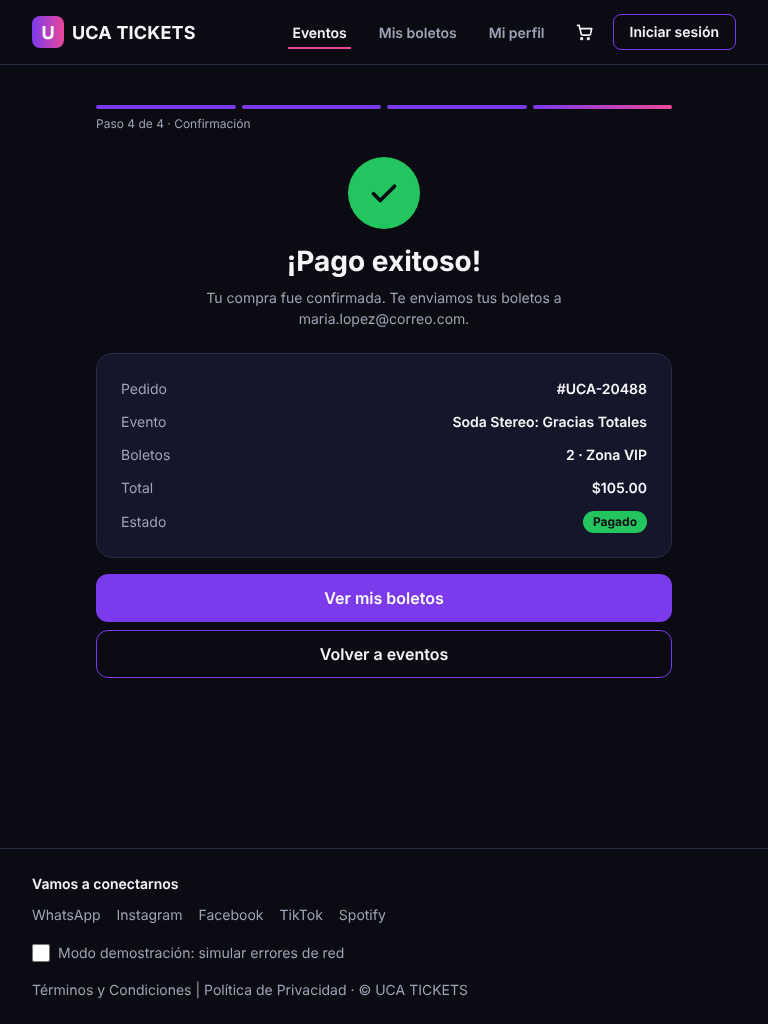 U UCA TICKETS Eventos Mis boletos Mi perfil Iniciar sesión
Paso 4 de 4 · Confirmación
¡Pago exitoso!
Tu compra fue confirmada. Te enviamos tus boletos a
maria.lopez@correo.com.
Pedido #UCA-20488
Evento Soda Stereo: Gracias Totales
Boletos 2 · Zona VIP
Total $105.00
Estado Pagado
Ver mis boletos
Volver a eventos
Vamos a conectarnos
WhatsApp Instagram Facebook TikTok Spotify
Modo demostración: simular errores de red
Términos y Condiciones | Política de Privacidad · © UCA TICKETS